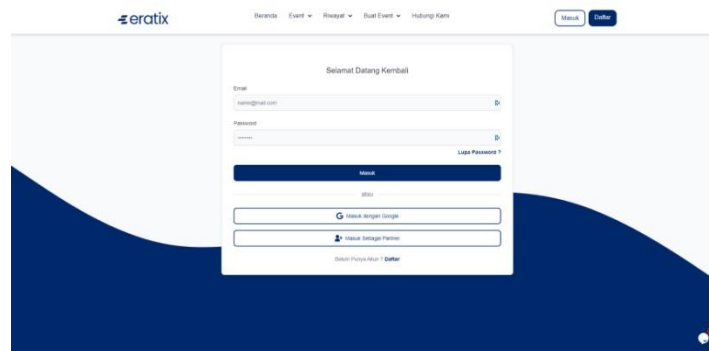 eratix
Beranda Event Riwayat Buat Event Hubungi Kami
Masuk Daftar
Selamat Datang Kembali
Email
name@mail.com
Password
Lupa Password ?
Masuk
atau
Masuk dengan Google
Masuk Sebagai Partner
Belum Punya Akun ? Daftar